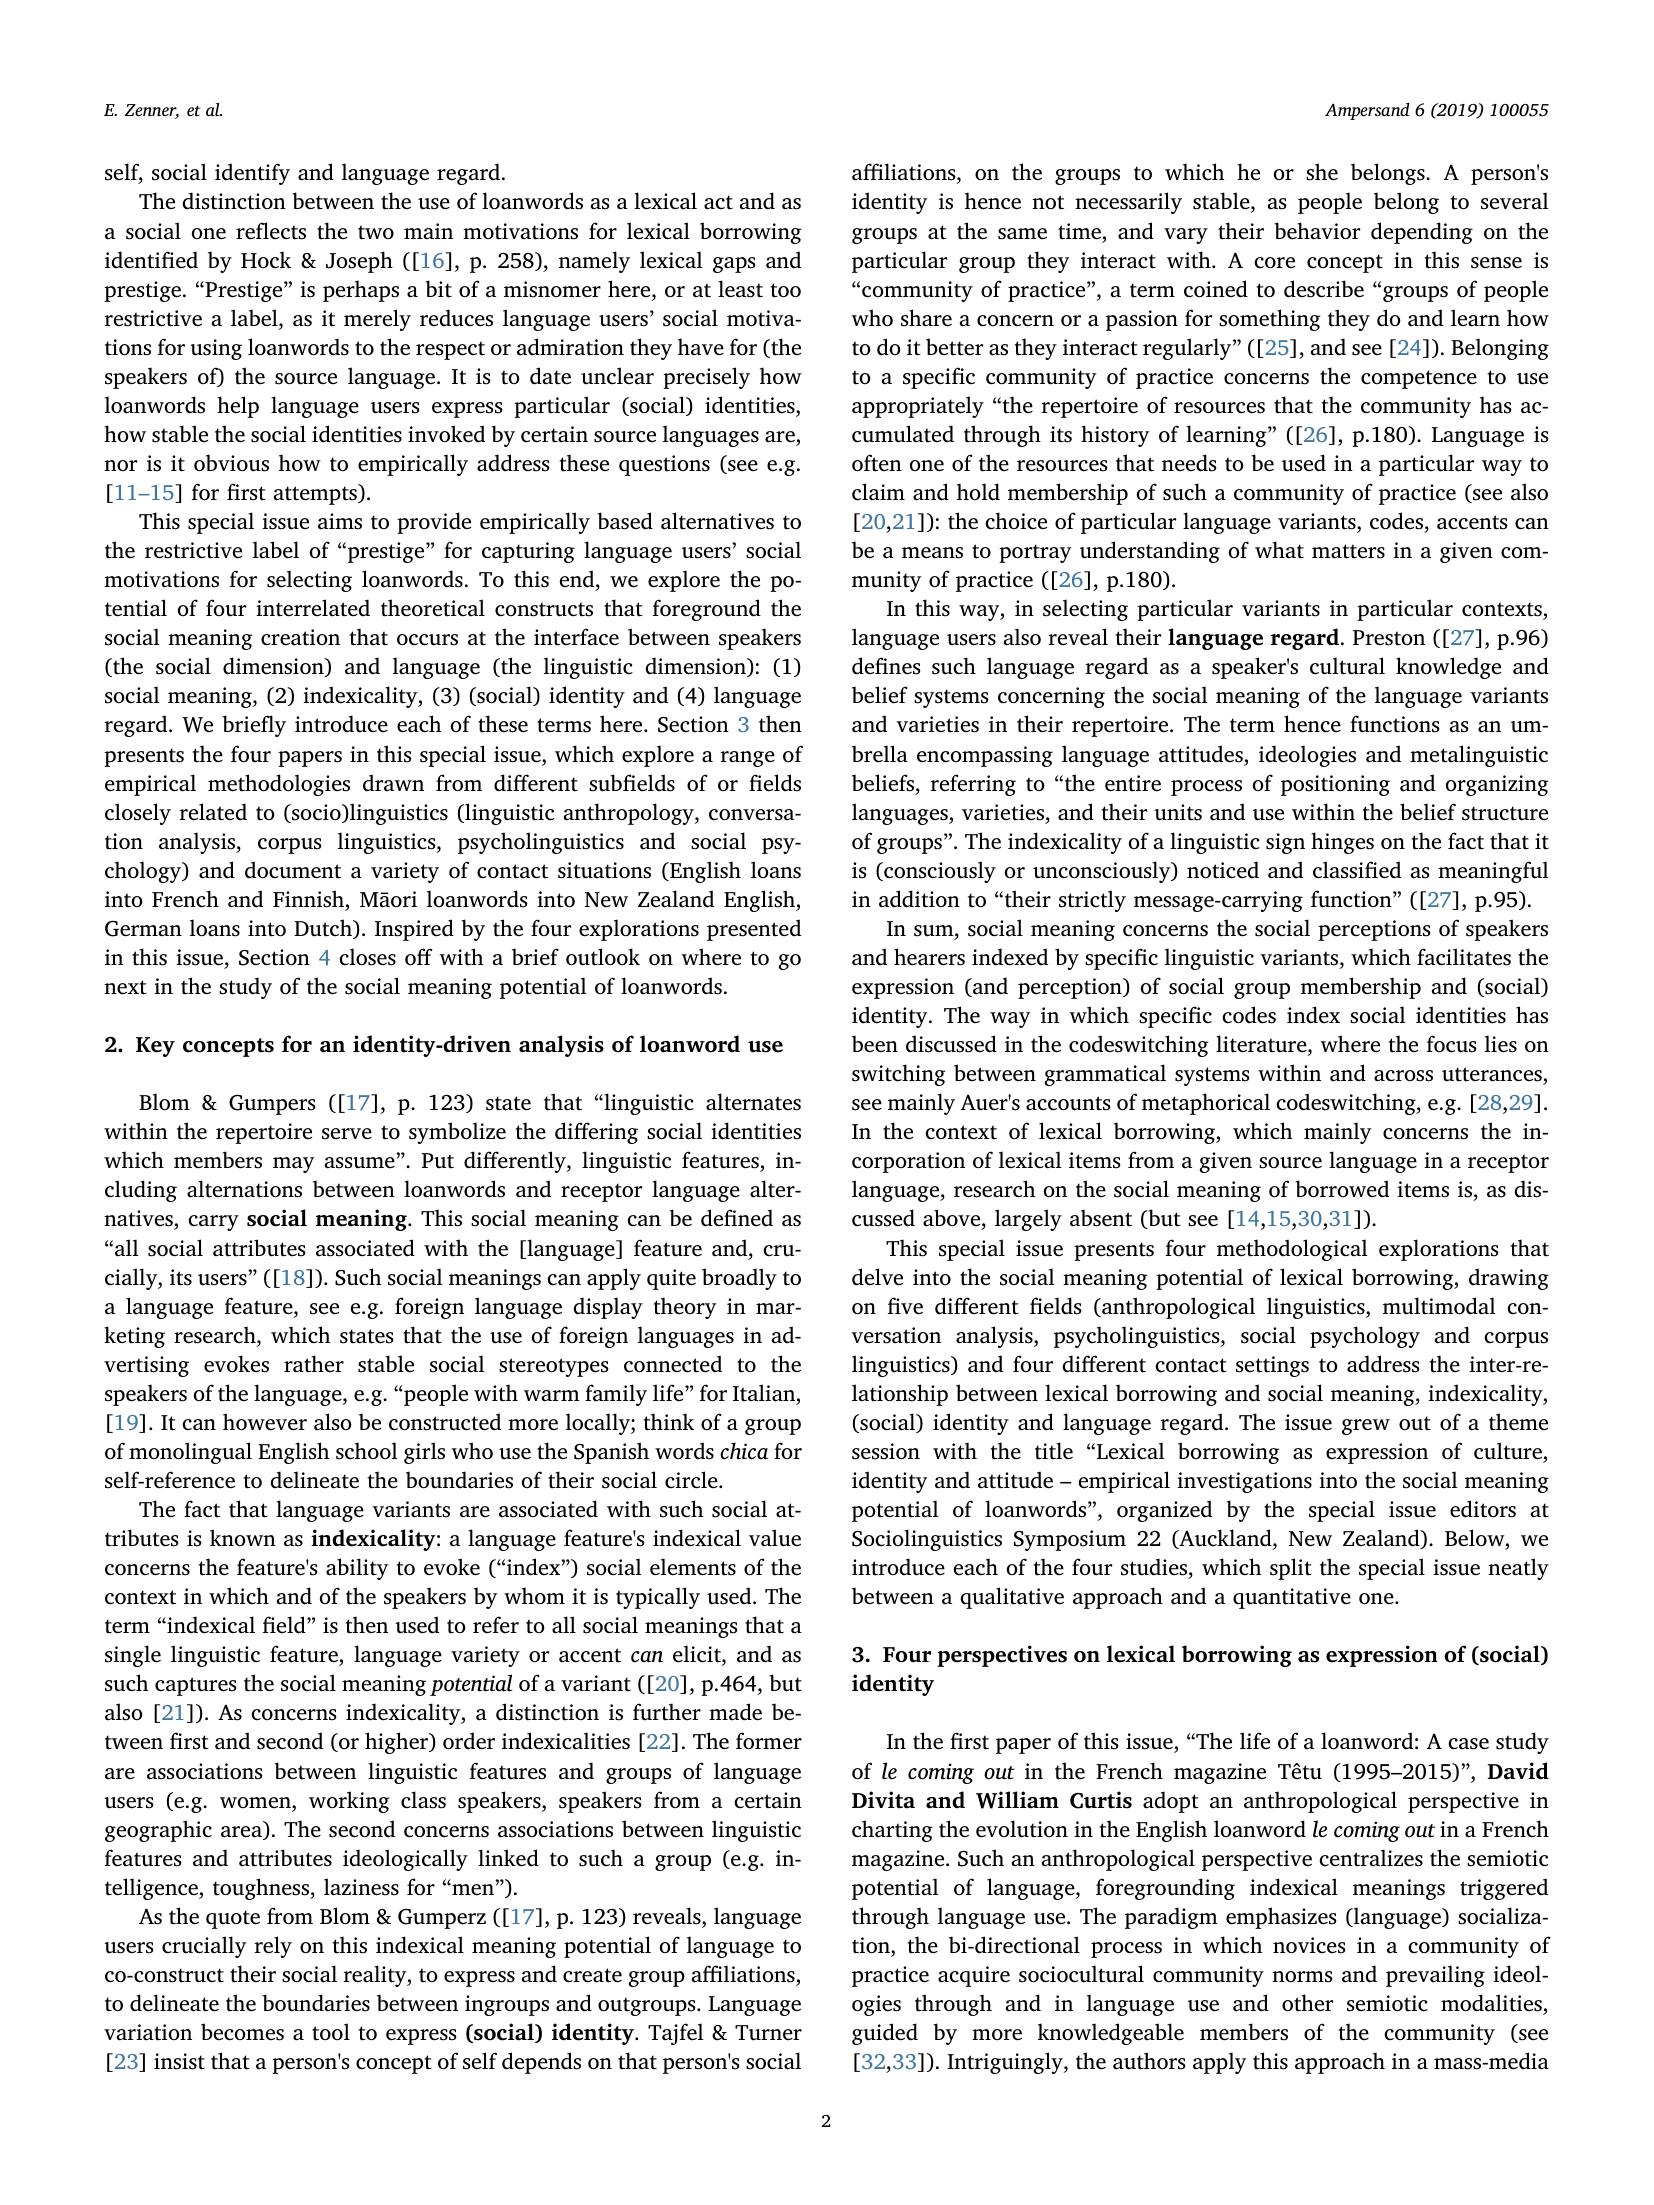 E. Zenner, et al.
Ampersand 6 (2019) 100055
self, social identify and language regard.
The distinction between the use of loanwords as a lexical act and as
a social one reflects the two main motivations for lexical borrowing
identified by Hock & Joseph ([16], p. 258), namely lexical gaps and
prestige. “Prestige” is perhaps a bit of a misnomer here, or at least too
restrictive a label, as it merely reduces language users’ social motiva-
tions for using loanwords to the respect or admiration they have for (the
speakers of) the source language. It is to date unclear precisely how
loanwords help language users express particular (social) identities,
how stable the social identities invoked by certain source languages are,
nor is it obvious how to empirically address these questions (see e.g.
[11–15] for first attempts).
This special issue aims to provide empirically based alternatives to
the restrictive label of “prestige” for capturing language users’ social
motivations for selecting loanwords. To this end, we explore the po-
tential of four interrelated theoretical constructs that foreground the
social meaning creation that occurs at the interface between speakers
(the social dimension) and language (the linguistic dimension): (1)
social meaning, (2) indexicality, (3) (social) identity and (4) language
regard. We briefly introduce each of these terms here. Section 3 then
presents the four papers in this special issue, which explore a range of
empirical methodologies drawn from different subfields of or fields
closely related to (socio)linguistics (linguistic anthropology, conversa-
tion analysis, corpus linguistics, psycholinguistics and social psy-
chology) and document a variety of contact situations (English loans
into French and Finnish, Māori loanwords into New Zealand English,
German loans into Dutch). Inspired by the four explorations presented
in this issue, Section 4 closes off with a brief outlook on where to go
next in the study of the social meaning potential of loanwords.
2. Key concepts for an identity-driven analysis of loanword use
Blom & Gumpers ([17], p. 123) state that “linguistic alternates
within the repertoire serve to symbolize the differing social identities
which members may assume”. Put differently, linguistic features, in-
cluding alternations between loanwords and receptor language alter-
natives, carry social meaning. This social meaning can be defined as
“all social attributes associated with the [language] feature and, cru-
cially, its users” ([18]). Such social meanings can apply quite broadly to
a language feature, see e.g. foreign language display theory in mar-
keting research, which states that the use of foreign languages in ad-
vertising evokes rather stable social stereotypes connected to the
speakers of the language, e.g. “people with warm family life” for Italian,
[19]. It can however also be constructed more locally; think of a group
of monolingual English school girls who use the Spanish words chica for
self-reference to delineate the boundaries of their social circle.
The fact that language variants are associated with such social at-
tributes is known as indexicality: a language feature's indexical value
concerns the feature's ability to evoke (“index”) social elements of the
context in which and of the speakers by whom it is typically used. The
term “indexical field” is then used to refer to all social meanings that a
single linguistic feature, language variety or accent can elicit, and as
such captures the social meaning potential of a variant ([20], p.464, but
also [21]). As concerns indexicality, a distinction is further made be-
tween first and second (or higher) order indexicalities [22]. The former
are associations between linguistic features and groups of language
users (e.g. women, working class speakers, speakers from a certain
geographic area). The second concerns associations between linguistic
features and attributes ideologically linked to such a group (e.g. in-
telligence, toughness, laziness for “men”).
As the quote from Blom & Gumperz ([17], p. 123) reveals, language
users crucially rely on this indexical meaning potential of language to
co-construct their social reality, to express and create group affiliations,
to delineate the boundaries between ingroups and outgroups. Language
variation becomes a tool to express (social) identity. Tajfel & Turner
[23] insist that a person's concept of self depends on that person's social
affiliations, on the groups to which he or she belongs. A person's
identity is hence not necessarily stable, as people belong to several
groups at the same time, and vary their behavior depending on the
particular group they interact with. A core concept in this sense is
“community of practice”, a term coined to describe “groups of people
who share a concern or a passion for something they do and learn how
to do it better as they interact regularly” ([25], and see [24]). Belonging
to a specific community of practice concerns the competence to use
appropriately “the repertoire of resources that the community has ac-
cumulated through its history of learning” ([26], p.180). Language is
often one of the resources that needs to be used in a particular way to
claim and hold membership of such a community of practice (see also
[20,21]): the choice of particular language variants, codes, accents can
be a means to portray understanding of what matters in a given com-
munity of practice ([26], p.180).
In this way, in selecting particular variants in particular contexts,
language users also reveal their language regard. Preston ([27], p.96)
defines such language regard as a speaker's cultural knowledge and
belief systems concerning the social meaning of the language variants
and varieties in their repertoire. The term hence functions as an um-
brella encompassing language attitudes, ideologies and metalinguistic
beliefs, referring to “the entire process of positioning and organizing
languages, varieties, and their units and use within the belief structure
of groups”. The indexicality of a linguistic sign hinges on the fact that it
is (consciously or unconsciously) noticed and classified as meaningful
in addition to “their strictly message-carrying function” ([27], p.95).
In sum, social meaning concerns the social perceptions of speakers
and hearers indexed by specific linguistic variants, which facilitates the
expression (and perception) of social group membership and (social)
identity. The way in which specific codes index social identities has
been discussed in the codeswitching literature, where the focus lies on
switching between grammatical systems within and across utterances,
see mainly Auer's accounts of metaphorical codeswitching, e.g. [28,29].
In the context of lexical borrowing, which mainly concerns the in-
corporation of lexical items from a given source language in a receptor
language, research on the social meaning of borrowed items is, as dis-
cussed above, largely absent (but see [14,15,30,31]).
This special issue presents four methodological explorations that
delve into the social meaning potential of lexical borrowing, drawing
on five different fields (anthropological linguistics, multimodal con-
versation analysis, psycholinguistics, social psychology and corpus
linguistics) and four different contact settings to address the inter-re-
lationship between lexical borrowing and social meaning, indexicality,
(social) identity and language regard. The issue grew out of a theme
session with the title “Lexical borrowing as expression of culture,
identity and attitude – empirical investigations into the social meaning
potential of loanwords”, organized by the special issue editors at
Sociolinguistics Symposium 22 (Auckland, New Zealand). Below, we
introduce each of the four studies, which split the special issue neatly
between a qualitative approach and a quantitative one.
3. Four perspectives on lexical borrowing as expression of (social)
identity
In the first paper of this issue, “The life of a loanword: A case study
of le coming out in the French magazine Têtu (1995–2015)”, David
Divita and William Curtis adopt an anthropological perspective in
charting the evolution in the English loanword le coming out in a French
magazine. Such an anthropological perspective centralizes the semiotic
potential of language, foregrounding indexical meanings triggered
through language use. The paradigm emphasizes (language) socializa-
tion, the bi-directional process in which novices in a community of
practice acquire sociocultural community norms and prevailing ideol-
ogies through and in language use and other semiotic modalities,
guided by more knowledgeable members of the community (see
[32,33]). Intriguingly, the authors apply this approach in a mass-media
2